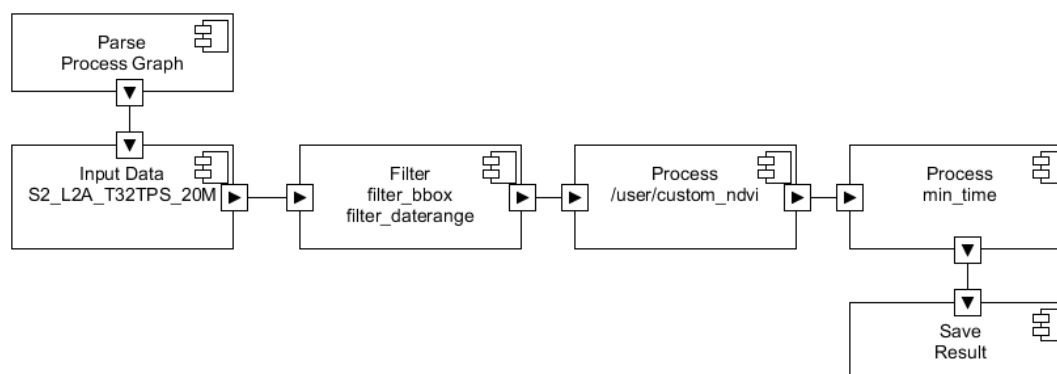 Parse
Process Graph
Input Data
S2_L2A_T32TPS_20M
Filter
filter_bbox
filter_daterange
Process
/user/custom_ndvi
Process
min_time
Save
Result